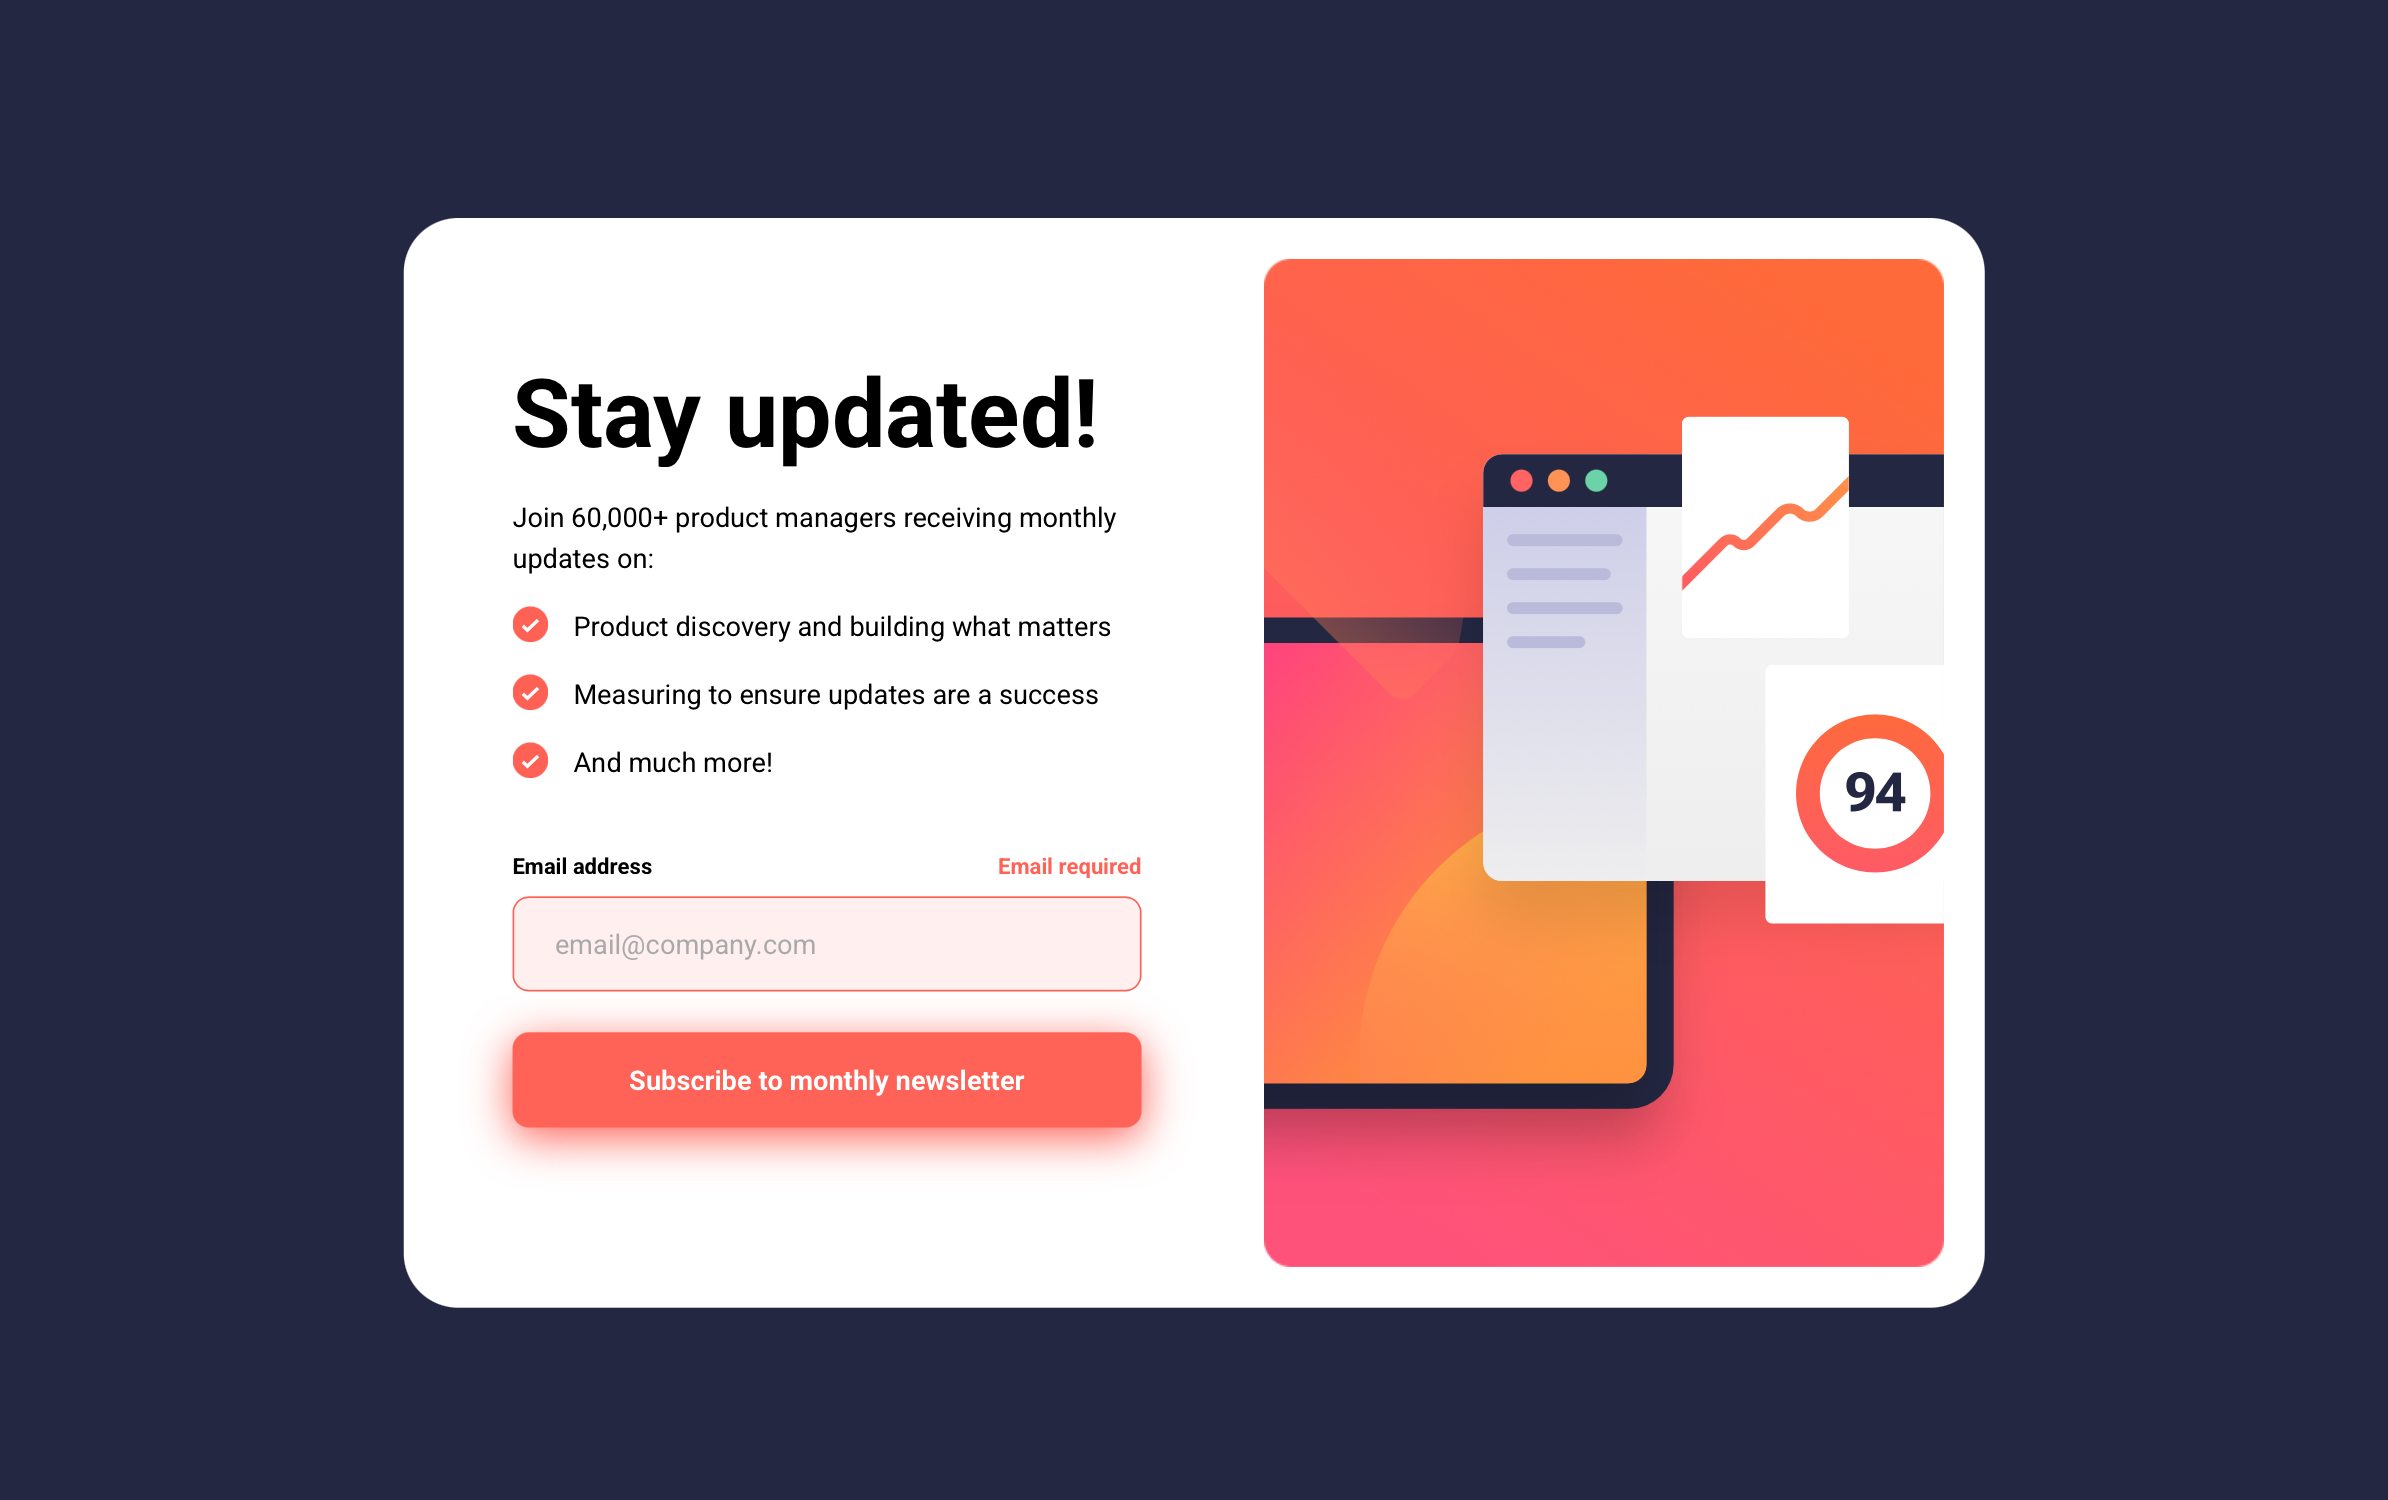 Stay updated!
Join 60,000+ product managers receiving monthly
updates on:
Product discovery and building what matters
Measuring to ensure updates are a success
And much more!
Email address
Email required
email@company.com
Subscribe to monthly newsletter
94